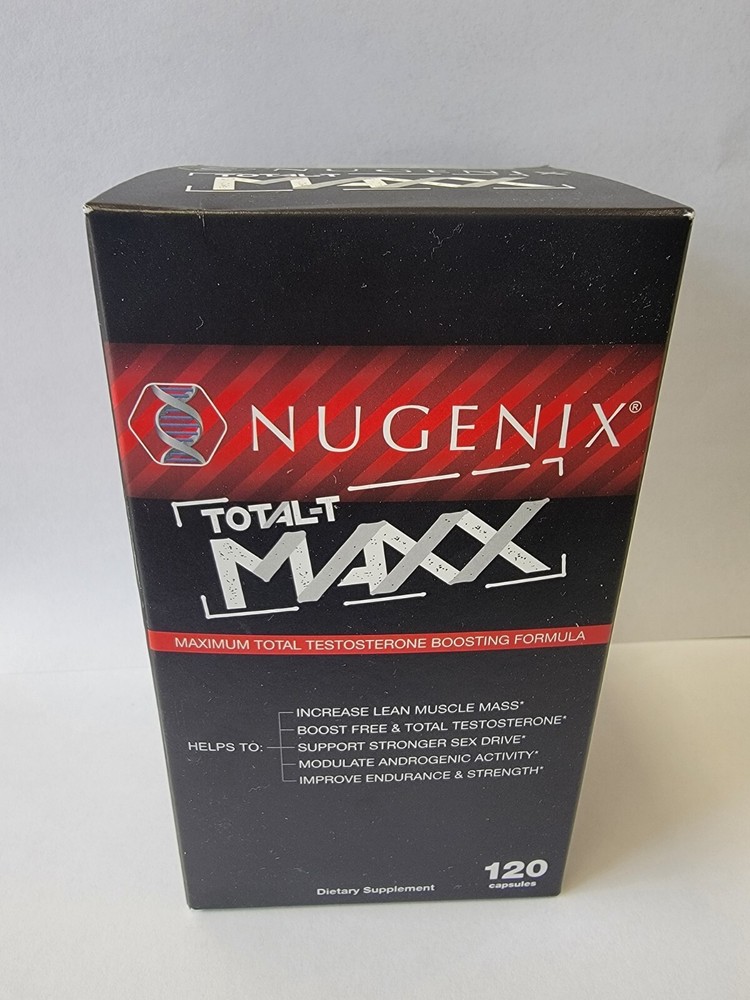 MAXX
NUGENIX®
TOTAL-T
MAXX
MAXIMUM TOTAL TESTOSTERONE BOOSTING FORMULA
HELPS TO:
INCREASE LEAN MUSCLE MASS*
BOOST FREE & TOTAL TESTOSTERONE*
SUPPORT STRONGER SEX DRIVE*
MODULATE ANDROGENIC ACTIVITY*
IMPROVE ENDURANCE & STRENGTH*
120
capsules
Dietary Supplement